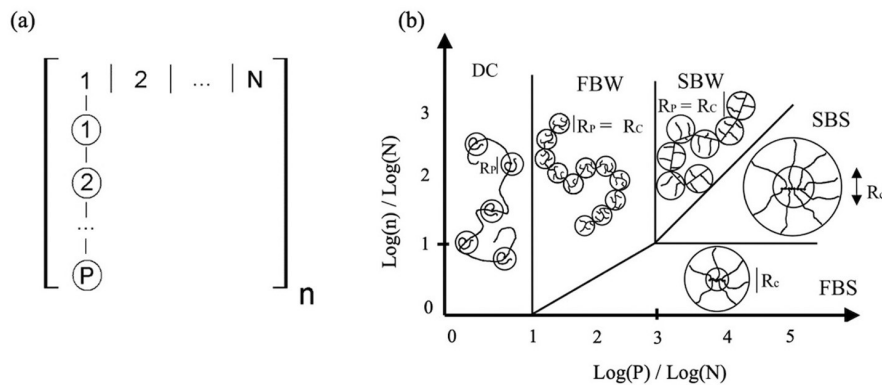 (a)
1 | 2 | ... | N
1
2
...
P
n
(b)
DC
FBW
SBW
SBS
FBS
R_P
|R_P = R_C
R_P = R_C
R_c
|R_c
Log(n) / Log(N)
3
2
1
0
0 1 2 3 4 5
Log(P) / Log(N)